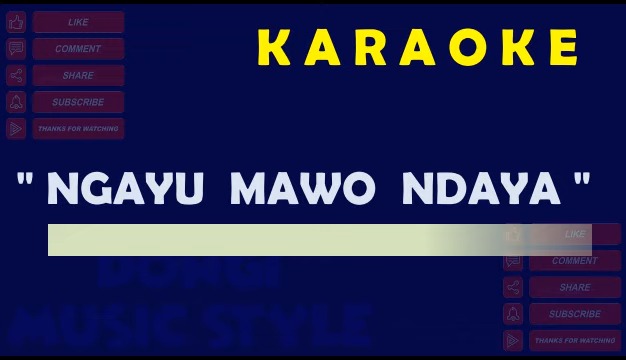 LIKE
COMMENT
SHARE
SUBSCRIBE
THANKS FOR WATCHING
KARAOKE
" NGAYU MAWO NDAYA "
LIKE
COMMENT
SHARE
SUBSCRIBE
THANKS FOR WATCHING
MUSIC STYLE